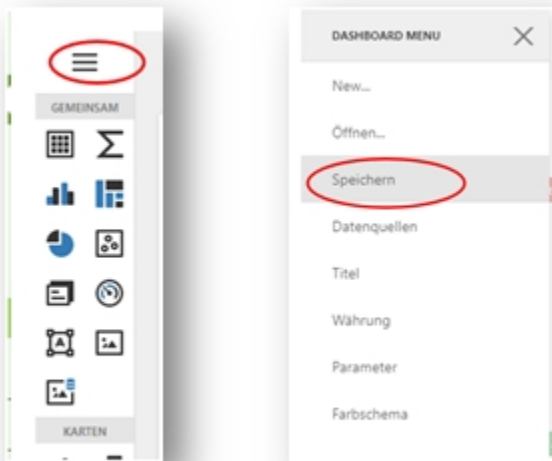 GEMEINSAM
KARTEN
DASHBOARD MENU
New...
Öffnen...
Speichern
Datenquellen
Titel
Währung
Parameter
Farbschema